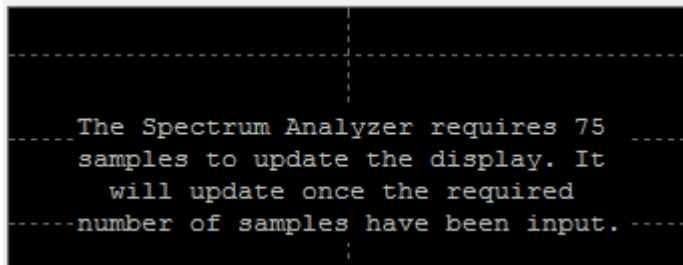 The Spectrum Analyzer requires 75
samples to update the display. It
will update once the required
number of samples have been input.